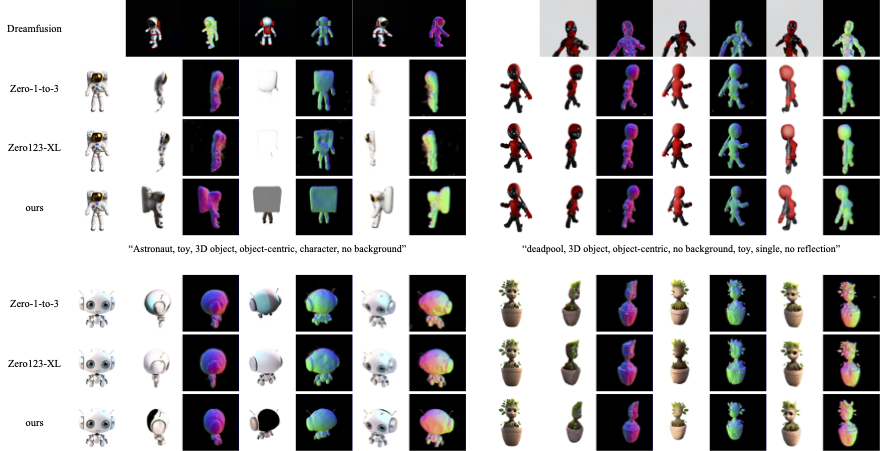 Dreamfusion
Zero-1-to-3
Zero123-XL
ours
“Astronaut, toy, 3D object, object-centric, character, no background”
“deadpool, 3D object, object-centric, no background, toy, single, no reflection”
Zero-1-to-3
Zero123-XL
ours